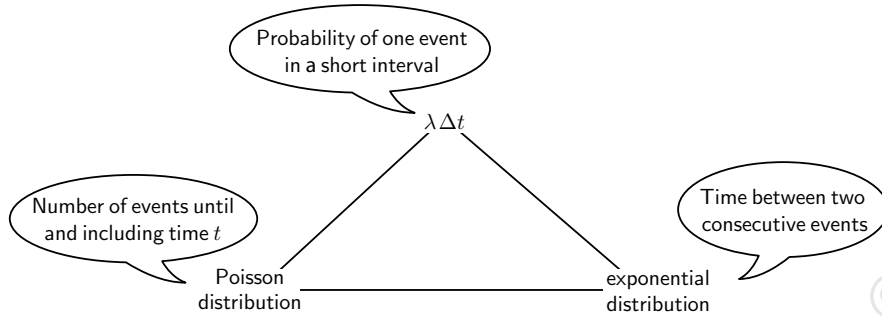 Probability of one event
in a short interval
λ Δt
Number of events until
and including time t
Time between two
consecutive events
Poisson
distribution
exponential
distribution